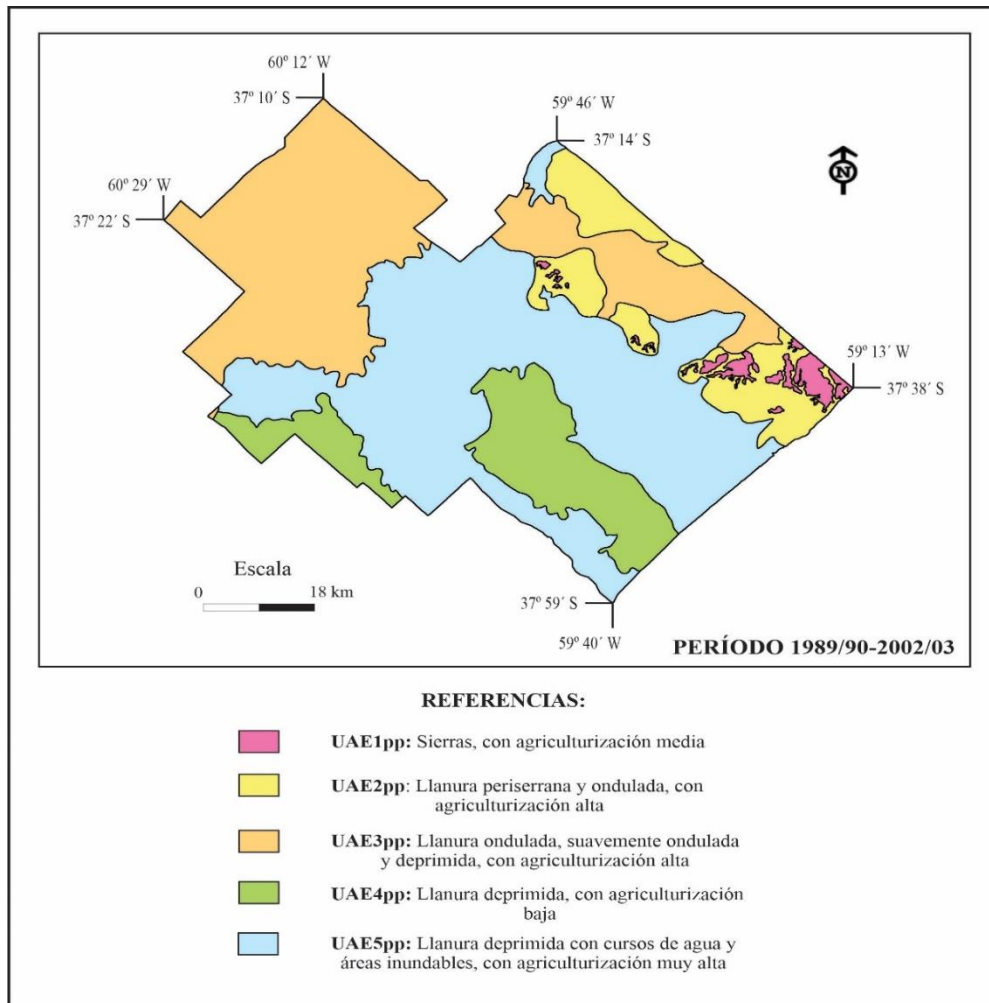 60º 12´ W
37º 10´ S
59º 46´ W
37º 14´ S
N
60º 29´ W
37º 22´ S
59º 13´ W
37º 38´ S
Escala
0 18 km
37º 59´ S
59º 40´ W
PERÍODO 1989/90-2002/03
REFERENCIAS:
UAE1pp: Sierras, con agriculturización media
UAE2pp: Llanura periserrana y ondulada, con
agriculturización alta
UAE3pp: Llanura ondulada, suavemente ondulada
y deprimida, con agriculturización alta
UAE4pp: Llanura deprimida, con agriculturización
baja
UAE5pp: Llanura deprimida con cursos de agua y
áreas inundables, con agriculturización muy alta